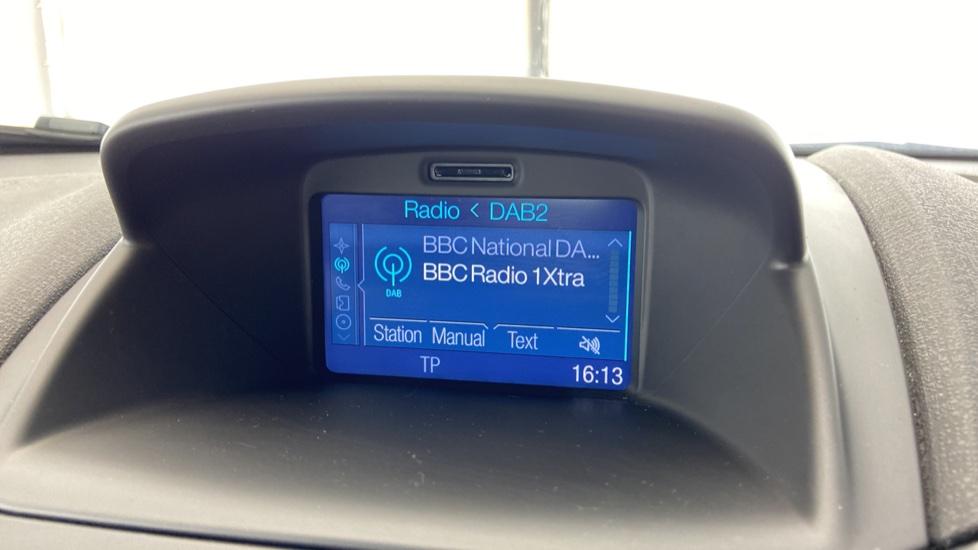 Radio < DAB2
BBC National DA...
BBC Radio 1Xtra
DAB
Station Manual Text
TP
16:13